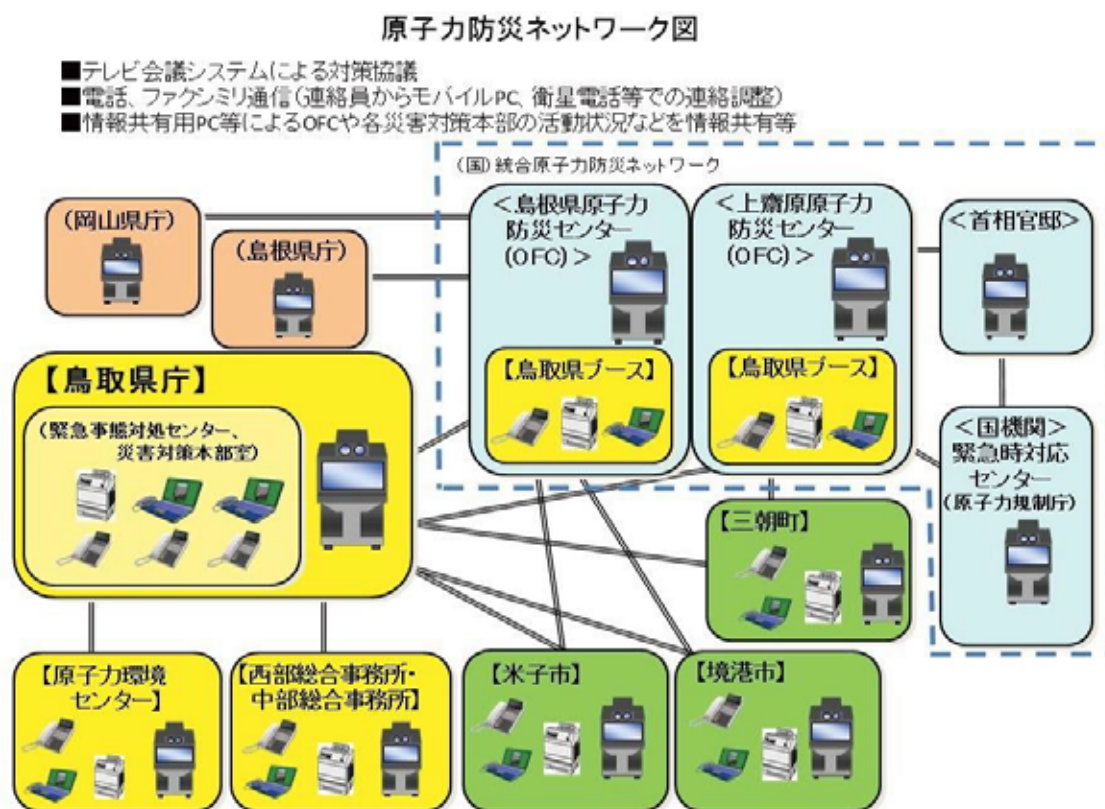 原子力防災ネットワーク図
■テレビ会議システムによる対策協議
■電話、ファクシミリ通信(連絡員からモバイルPC、衛星電話等での連絡調整)
■情報共有用PC等によるOFCや各災害対策本部の活動状況などを情報共有等
(国)統合原子力防災ネットワーク
(岡山県庁)
(島根県庁)
<島根県原子力
防災センター
(OFC)>
【鳥取県ブース】
<上齋原原子力
防災センター
(OFC)>
【鳥取県ブース】
<首相官邸>
<国機関>
緊急時対応
センター
(原子力規制庁)
【鳥取県庁】
(緊急事態対処センター、
災害対策本部室)
【三朝町】
【原子力環境
センター】
【西部総合事務所・
中部総合事務所】
【米子市】
【境港市】